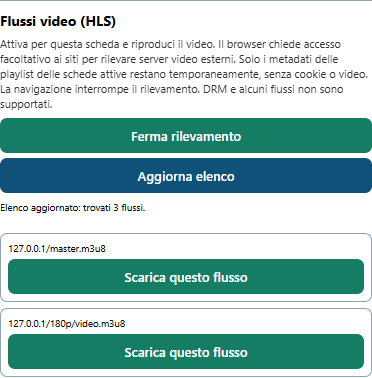 Flussi video (HLS)
Attiva per questa scheda e riproduci il video. Il browser chiede accesso
facoltativo ai siti per rilevare server video esterni. Solo i metadati delle
playlist delle schede attive restano temporaneamente, senza cookie o video.
La navigazione interrompe il rilevamento. DRM e alcuni flussi non sono
supportati.
Ferma rilevamento
Aggiorna elenco
Elenco aggiornato: trovati 3 flussi.
127.0.0.1/master.m3u8
Scarica questo flusso
127.0.0.1/180p/video.m3u8
Scarica questo flusso